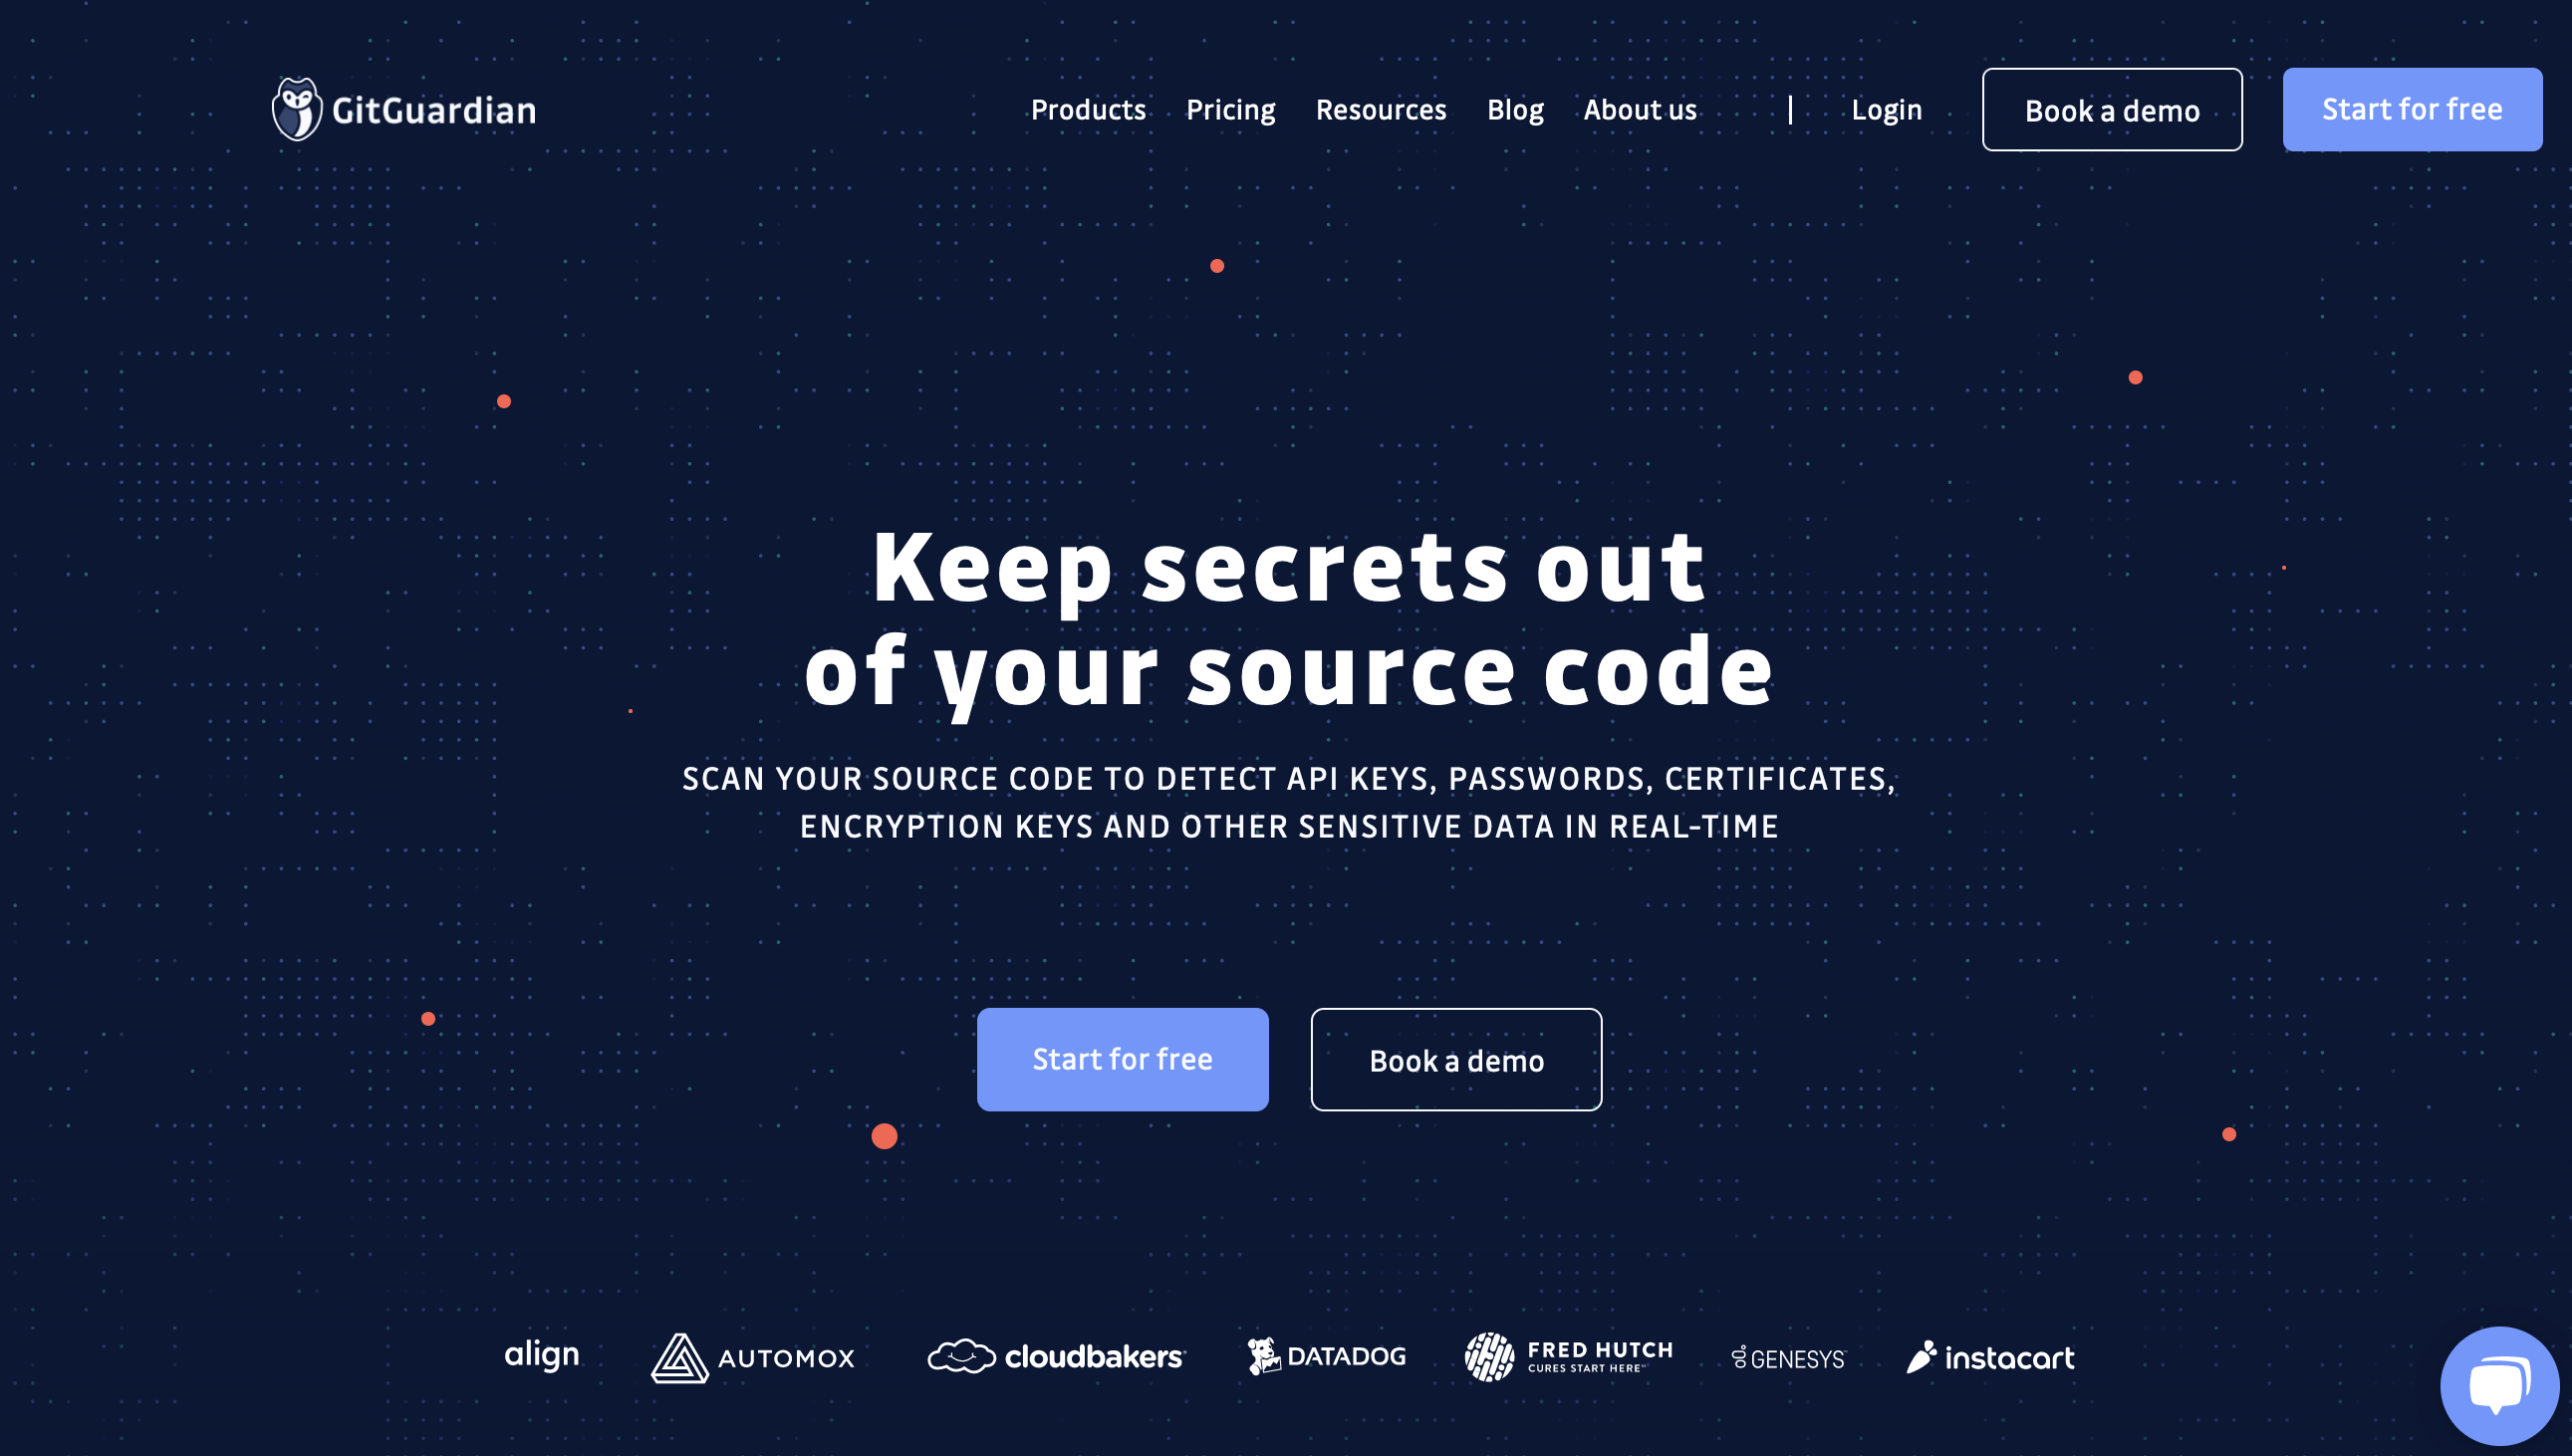 GitGuardian
Products Pricing Resources Blog About us | Login Book a demo Start for free
Keep secrets out
of your source code
SCAN YOUR SOURCE CODE TO DETECT API KEYS, PASSWORDS, CERTIFICATES,
ENCRYPTION KEYS AND OTHER SENSITIVE DATA IN REAL-TIME
Start for free Book a demo
align AUTOMOX cloudbakers DATADOG FRED HUTCH GENESYS instacart
CURES START HERE™